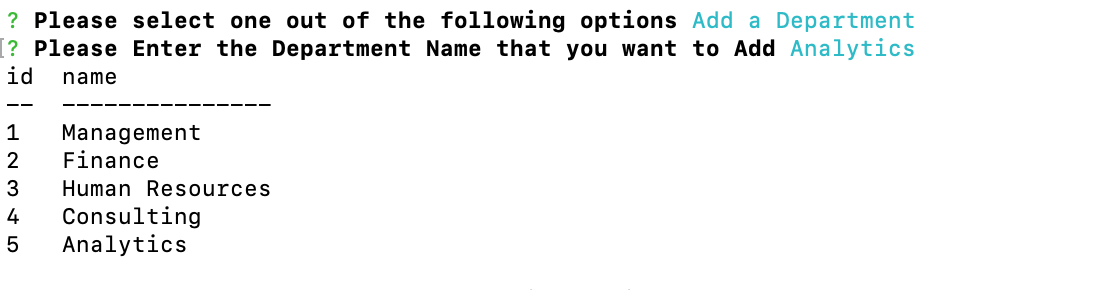 ? Please select one out of the following options Add a Department
[? Please Enter the Department Name that you want to Add Analytics
id  name
--  ---------------
1   Management
2   Finance
3   Human Resources
4   Consulting
5   Analytics